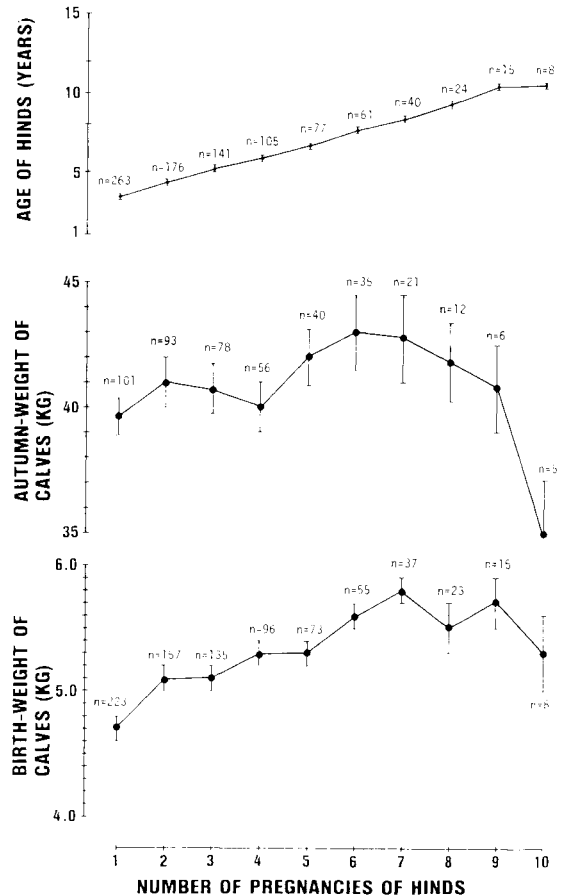 15
10
5
1
AGE OF HINDS (YEARS)
n=263
n=176
n=141
n=105
n=77
n=61
n=40
n=24
n=15
n=8
45
40
35
AUTUMN-WEIGHT OF
CALVES (KG)
n=101
n=93
n=78
n=56
n=40
n=35
n=21
n=12
n=6
6.0
5.0
4.0
BIRTH-WEIGHT OF
CALVES (KG)
n=223
n=157
n=135
n=96
n=73
n=55
n=37
n=23
n=15
1 2 3 4 5 6 7 8 9 10
NUMBER OF PREGNANCIES OF HINDS